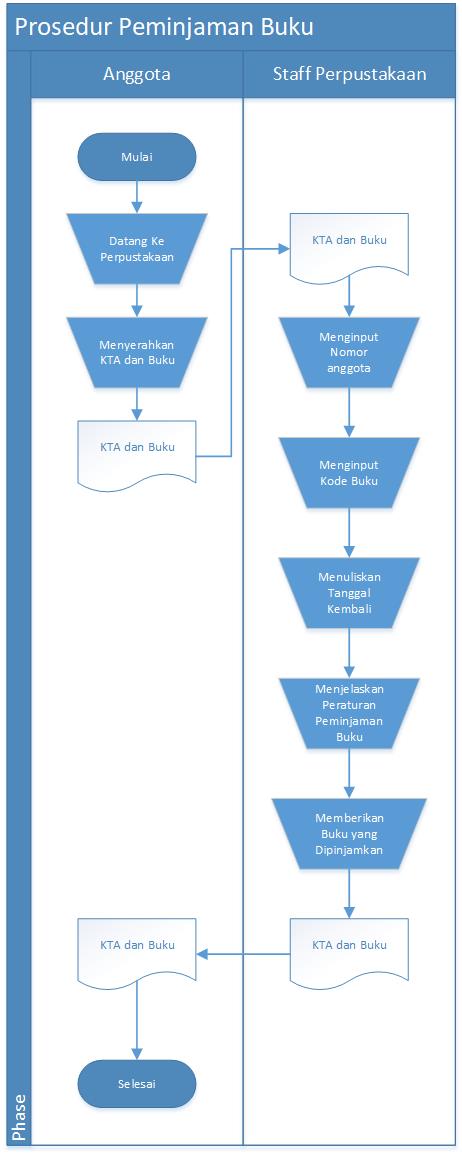 Prosedur Peminjaman Buku
Anggota
Staff Perpustakaan
Mulai
Datang Ke
Perpustakaan
Menyerahkan
KTA dan Buku
KTA dan Buku
KTA dan Buku
Menginput
Nomor
anggota
Menginput
Kode Buku
Menuliskan
Tanggal
Kembali
Menjelaskan
Peraturan
Peminjaman
Buku
Memberikan
Buku yang
Dipinjamkan
KTA dan Buku
KTA dan Buku
Selesai
Phase